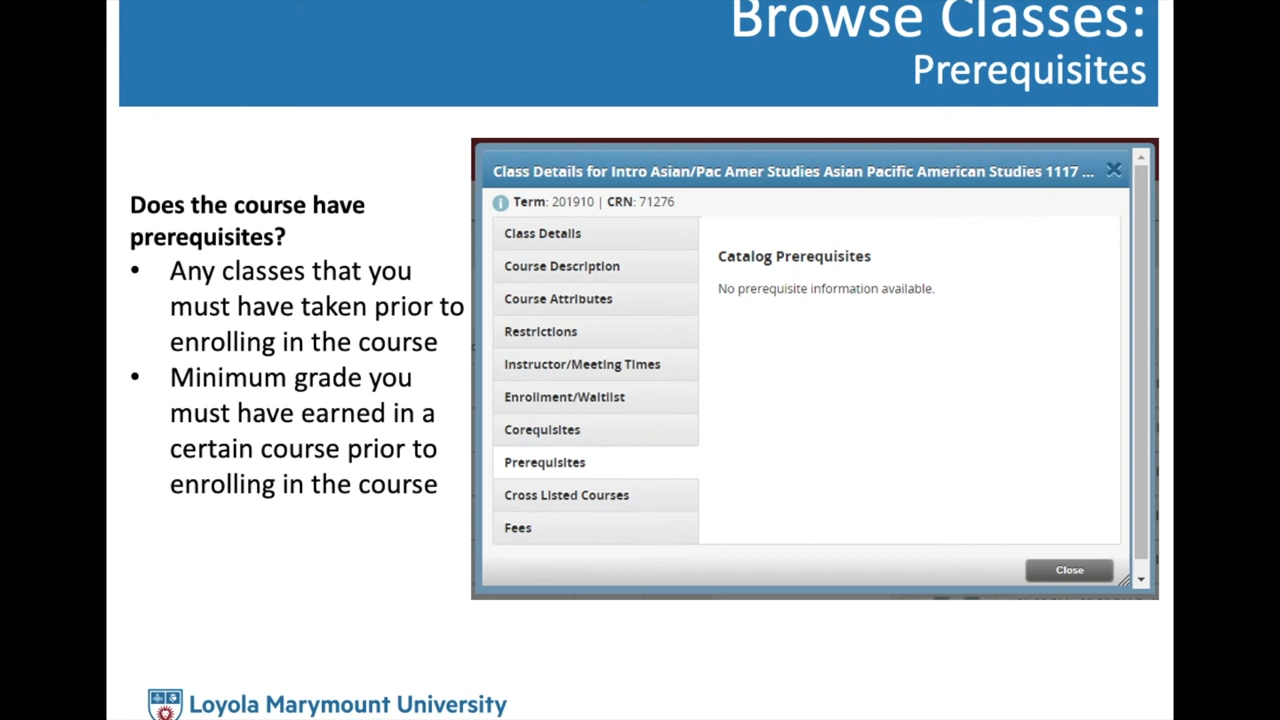 Browse Classes:
Prerequisites
Does the course have
prerequisites?
• Any classes that you
must have taken prior to
enrolling in the course
• Minimum grade you
must have earned in a
certain course prior to
enrolling in the course
Class Details for Intro Asian/Pac Amer Studies Asian Pacific American Studies 1117 ...
Term: 201910 | CRN: 71276
Class Details
Course Description
Course Attributes
Restrictions
Instructor/Meeting Times
Enrollment/Waitlist
Corequisites
Prerequisites
Cross Listed Courses
Fees
Catalog Prerequisites
No prerequisite information available.
Close
Loyola Marymount University